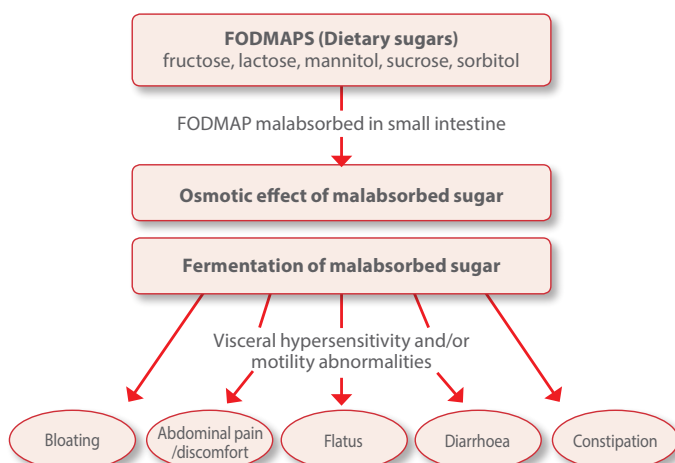 FODMAPS (Dietary sugars)
fructose, lactose, mannitol, sucrose, sorbitol
FODMAP malabsorbed in small intestine
Osmotic effect of malabsorbed sugar
Fermentation of malabsorbed sugar
Visceral hypersensitivity and/or
motility abnormalities
Bloating
Abdominal pain
/discomfort
Flatus
Diarrhoea
Constipation